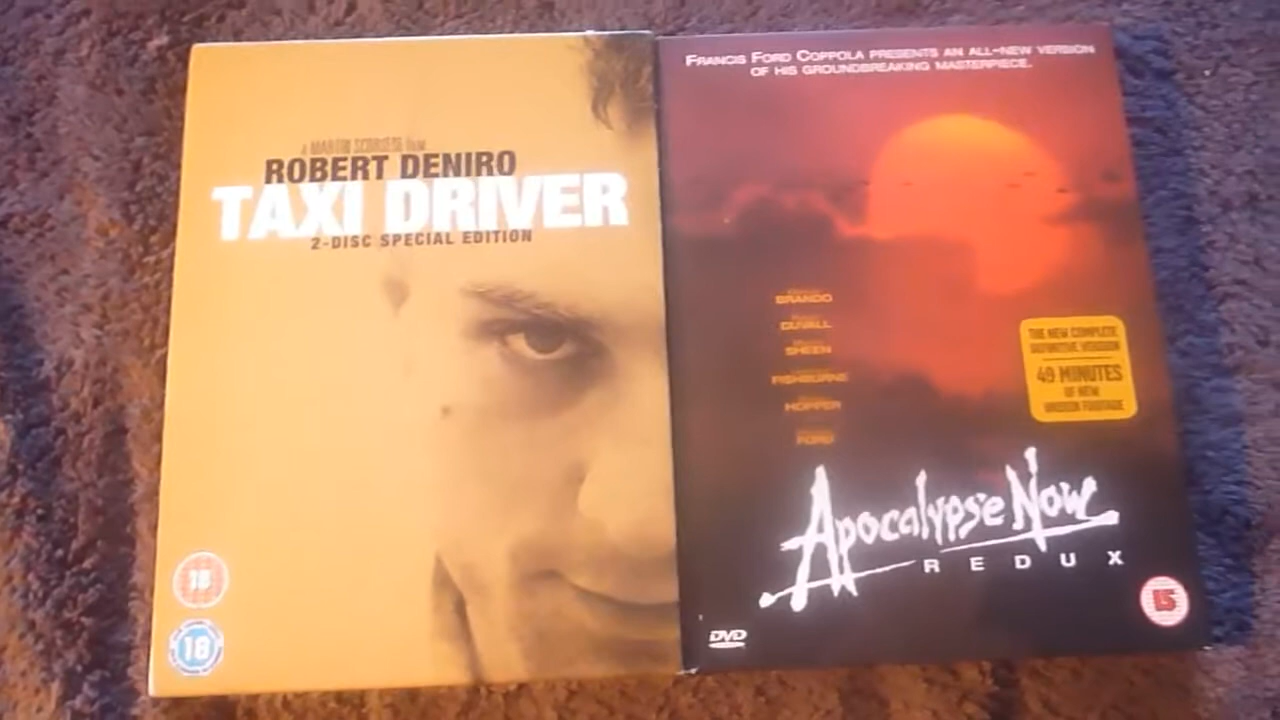 A MARTIN SCORSESE FILM
ROBERT DENIRO
TAXI DRIVER
2-DISC SPECIAL EDITION
18
18
FRANCIS FORD COPPOLA PRESENTS AN ALL-NEW VERSION
OF HIS GROUNDBREAKING MASTERPIECE.
BRANDO
DUVALL
SHEEN
FISHBURNE
HOPPER
FORD
THE NEW COMPLETE
DEFINITIVE VERSION
49 MINUTES
OF NEW
UNSEEN FOOTAGE
Apocalypse Now
REDUX
15
DVD